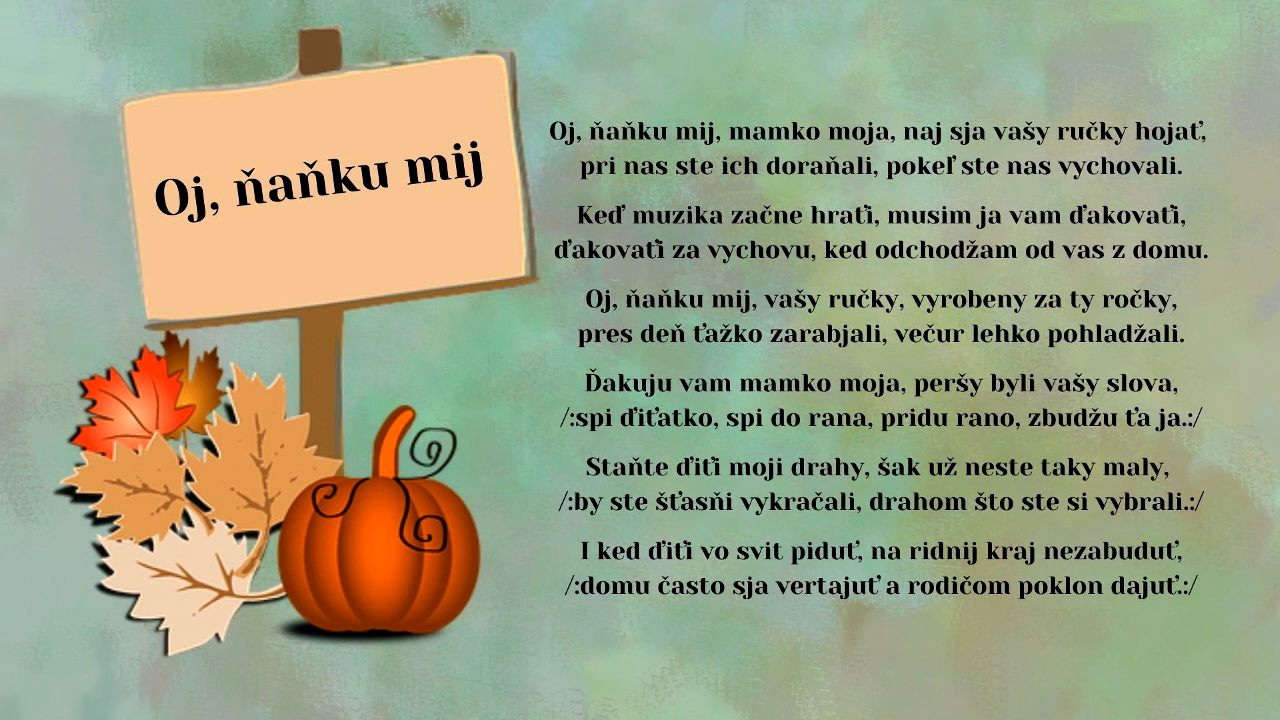 Oj, ňaňku mij
Oj, ňaňku mij, mamko moja, naj sja vašy ručky hojať,
pri nas ste ich doraňali, pokeľ ste nas vychovali.
Keď muzika začne hraťi, musim ja vam ďakovaťi,
ďakovaťi za vychovu, ked odchodžam od vas z domu.
Oj, ňaňku mij, vašy ručky, vyrobeny za ty ročky,
pres deň ťažko zarabjali, večur lehko pohladžali.
Ďakuju vam mamko moja, peršy byli vašy slova,
/:spi ďiťatko, spi do rana, pridu rano, zbudžu ťa ja.:/
Staňte ďiťi moji drahy, šak už neste taky maly,
/:by ste šťasňi vykračali, drahom što ste si vybrali.:/
I ked ďiťi vo svit piduť, na ridnij kraj nezabuduť,
/:domu často sja vertajuť a rodičom poklon dajuť.:/